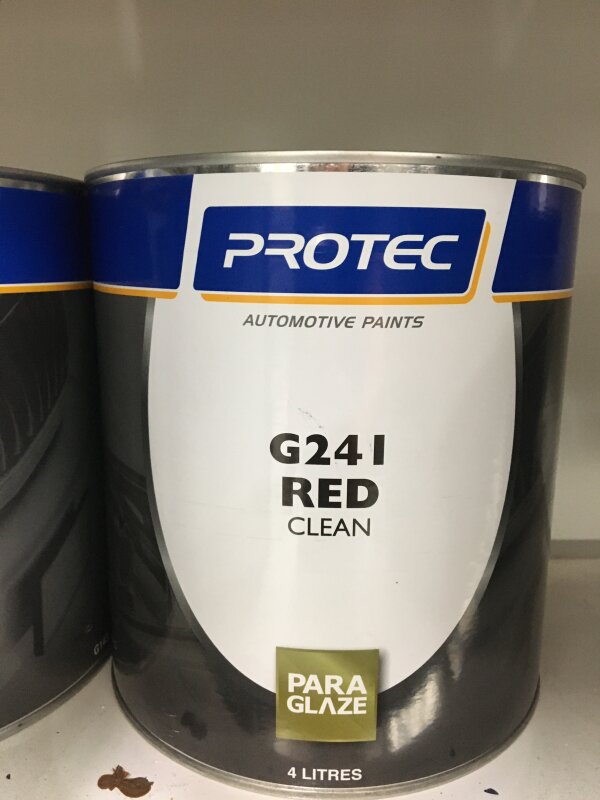 PROTEC
AUTOMOTIVE PAINTS
G241
RED
CLEAN
PARA
GLAZE
4 LITRES